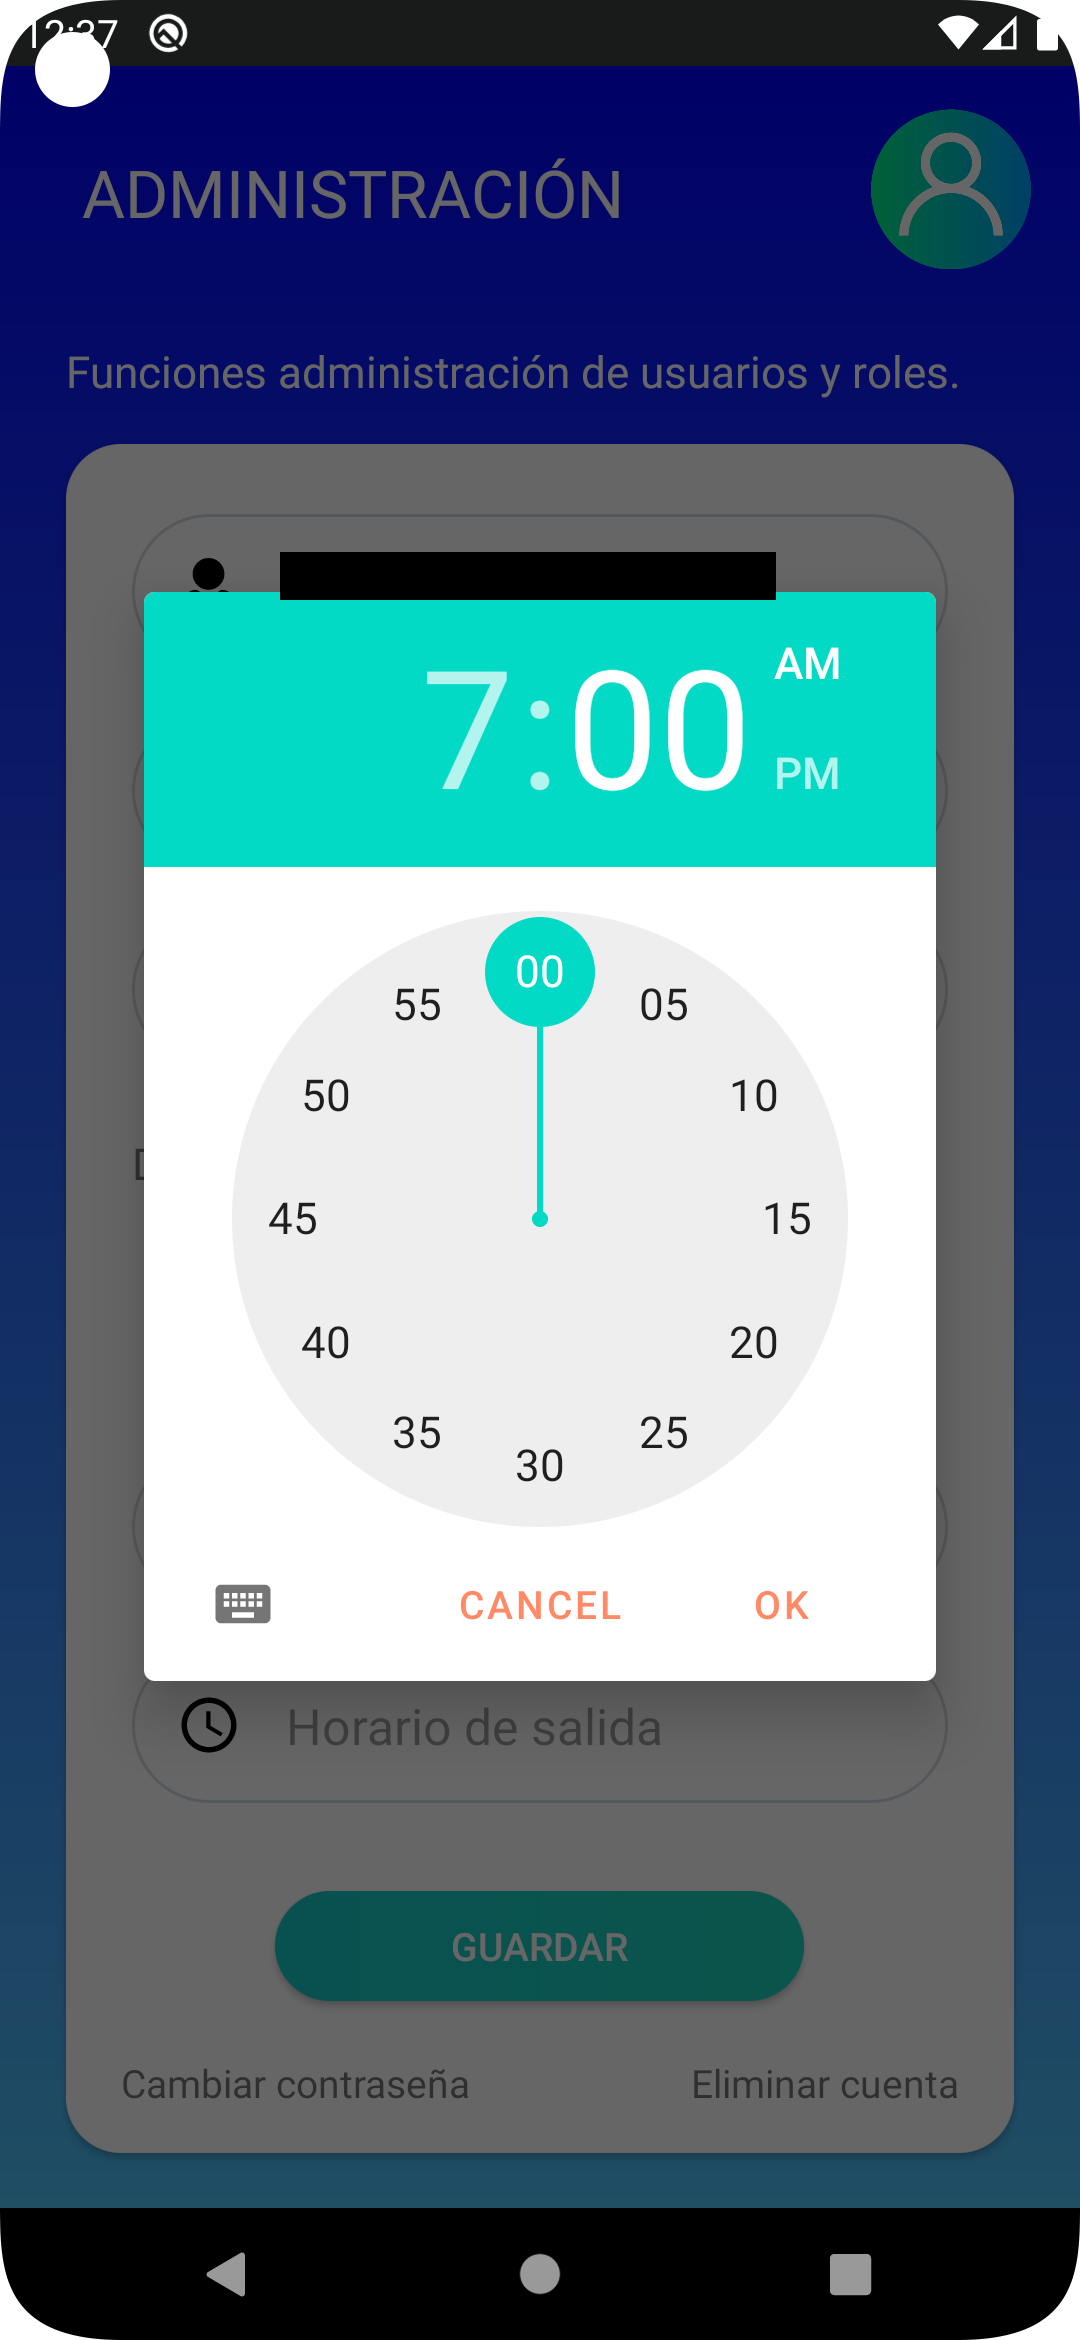 12:37
ADMINISTRACIÓN
Funciones administración de usuarios y roles.
7:00
AM
PM
00
05
10
15
20
25
30
35
40
45
50
55
CANCEL
OK
Horario de salida
GUARDAR
Cambiar contraseña
Eliminar cuenta